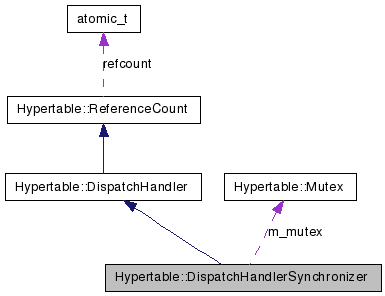 atomic_t
refcount
Hypertable::ReferenceCount
Hypertable::DispatchHandler
Hypertable::Mutex
m_mutex
Hypertable::DispatchHandlerSynchronizer